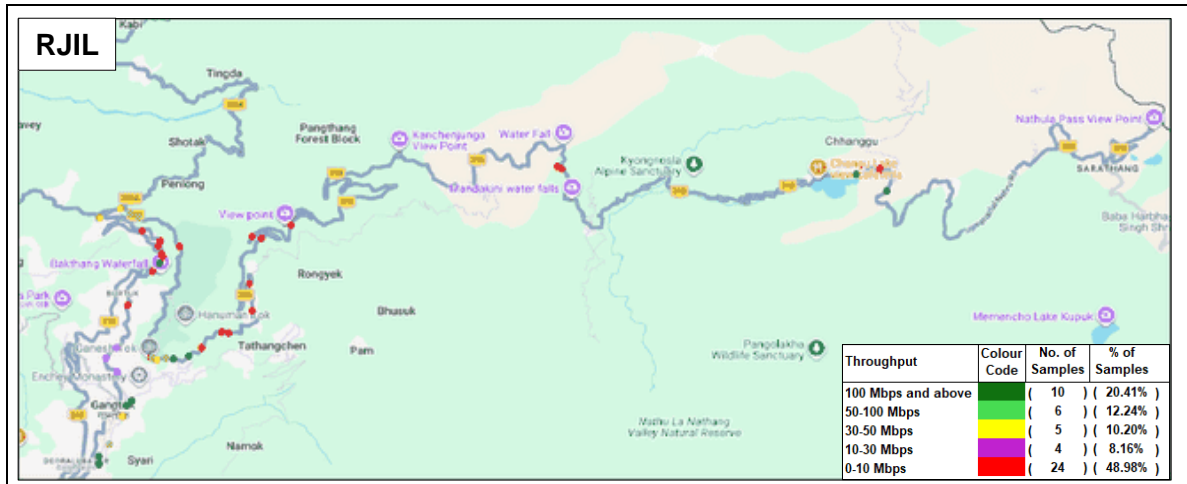 RJIL
Kabi
Tingda
Pangthang
Forest Block
Kanchenjunga
View Point
Water Fall
Nathula Pass View Point
Shotak
Chhanggu
Kyongnosla
Alpine Sanctuary
SARATHANG
Penlong
Mandakini water falls
View point
Baba Harbha
Singh Shr
Bakthang Waterfall
Rongyek
Park
Hanuman Tok
Bhusuk
Memencho Lake Kupuk
Ganesh Tok
Tathangchen
Pam
Pangolakha
Wildlife Sanctuary
Enchey Monastery
Gangtok
Namok
Syari
Throughput
Colour
Code
No. of
Samples
% of
Samples
100 Mbps and above ( 10 ) ( 20.41% )
50-100 Mbps ( 6 ) ( 12.24% )
30-50 Mbps ( 5 ) ( 10.20% )
10-30 Mbps ( 4 ) ( 8.16% )
0-10 Mbps ( 24 ) ( 48.98% )
Valley Natural Reserve